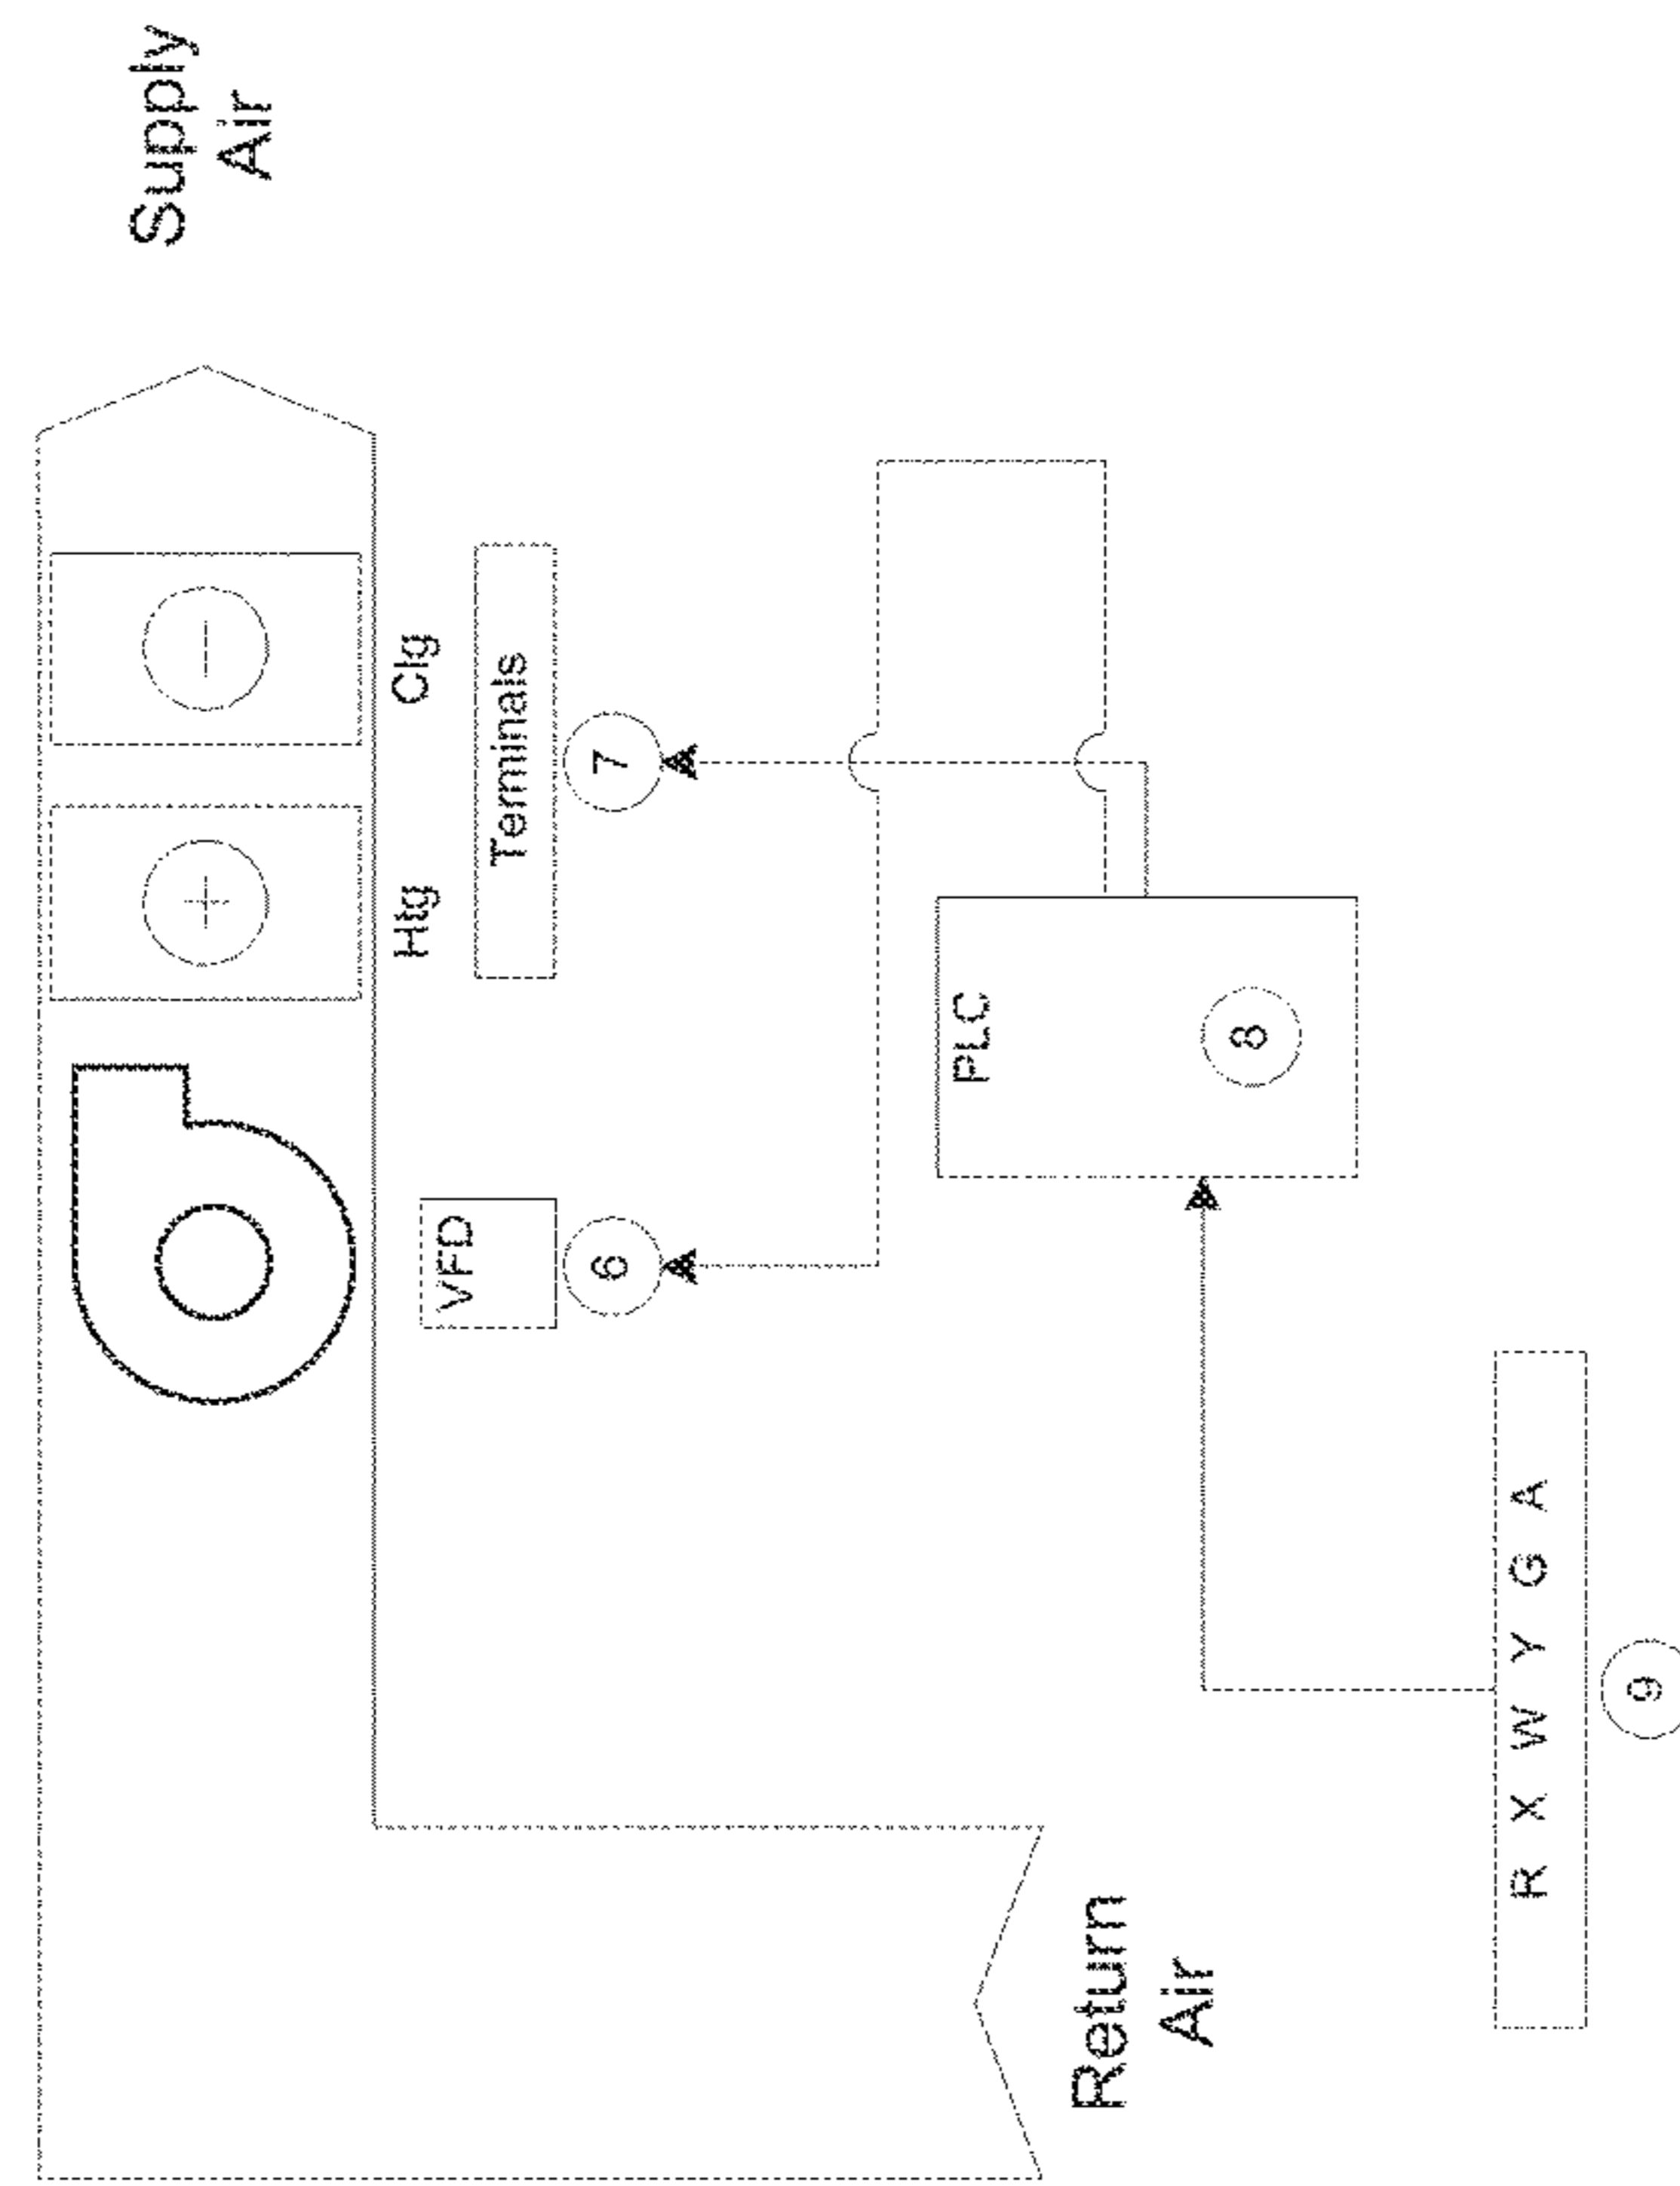 Supply
Air
Htg
Clg
VFD
Terminals
6
7
PLC
8
Return
Air
R X W Y G A
9